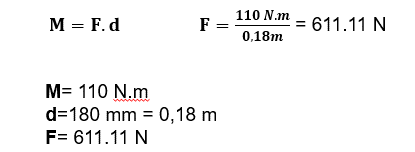 M = F. d F = 110 N.m / 0,18m = 611.11 N
M= 110 N.m
d=180 mm = 0,18 m
F= 611.11 N